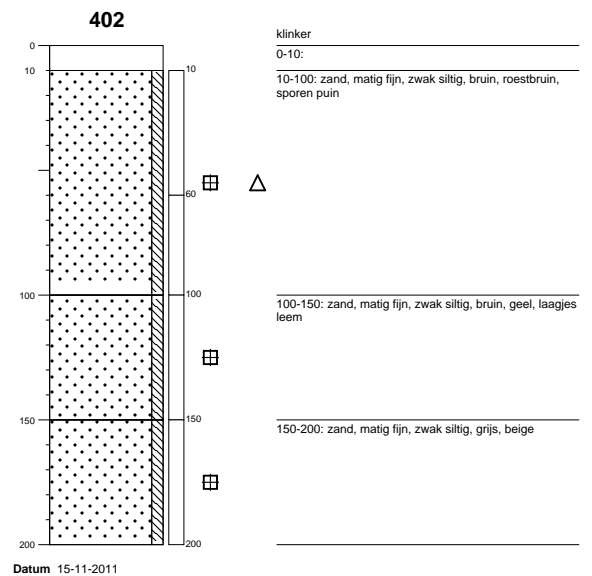 402
klinker
0
0-10:
10
10
10-100: zand, matig fijn, zwak siltig, bruin, roestbruin,
sporen puin
60
100
100
100-150: zand, matig fijn, zwak siltig, bruin, geel, laagjes
leem
150
150
150-200: zand, matig fijn, zwak siltig, grijs, beige
200
200
Datum 15-11-2011